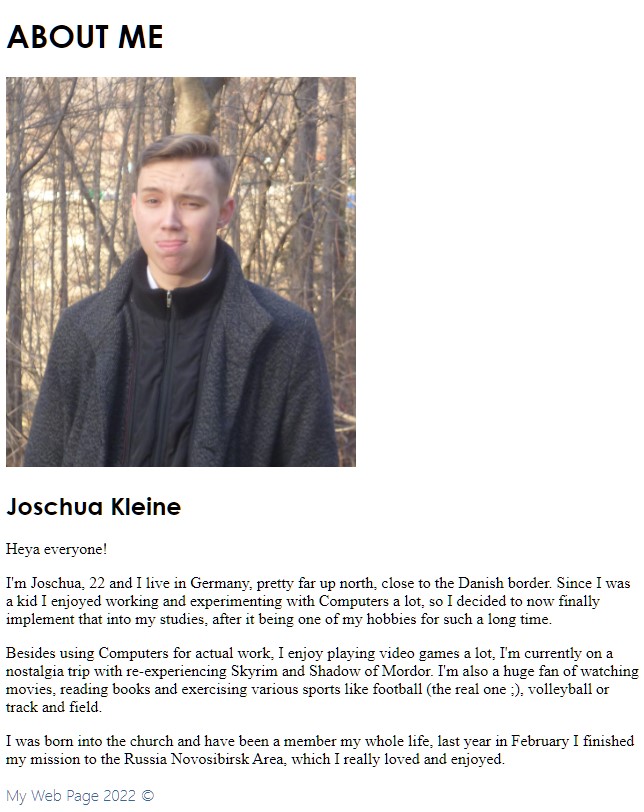 ABOUT ME
Joschua Kleine
Heya everyone!
I'm Joschua, 22 and I live in Germany, pretty far up north, close to the Danish border. Since I was
a kid I enjoyed working and experimenting with Computers a lot, so I decided to now finally
implement that into my studies, after it being one of my hobbies for such a long time.
Besides using Computers for actual work, I enjoy playing video games a lot, I'm currently on a
nostalgia trip with re-experiencing Skyrim and Shadow of Mordor. I'm also a huge fan of watching
movies, reading books and exercising various sports like football (the real one ;), volleyball or
track and field.
I was born into the church and have been a member my whole life, last year in February I finished
my mission to the Russia Novosibirsk Area, which I really loved and enjoyed.
My Web Page 2022 ©